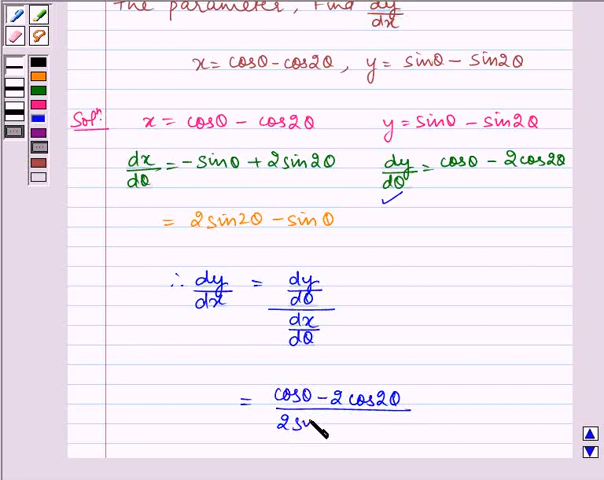 the parameter, Find dy/dx
x = cosθ - cos2θ, y = sinθ - sin2θ
Solⁿ. x = cosθ - cos2θ y = sinθ - sin2θ
dx/dθ = -sinθ + 2sin2θ dy/dθ = cosθ - 2cos2θ
= 2sin2θ - sinθ
∴ dy/dx = dy/dθ / dx/dθ
= cosθ - 2cos2θ / 2s